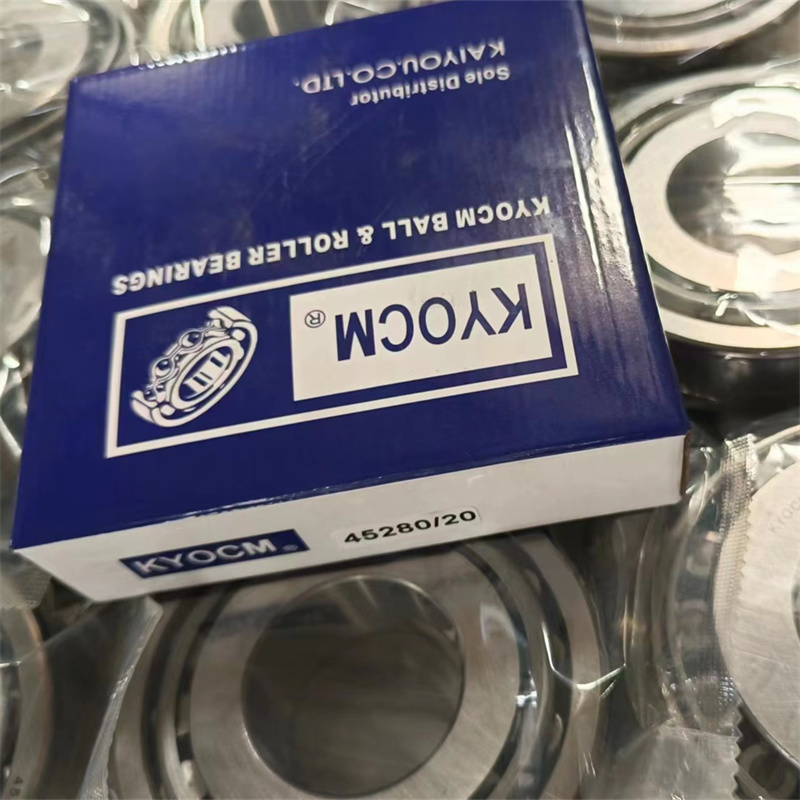 Sole Distributor
KAIYOU.CO.LTD.
KYOCM BALL & ROLLER BEARINGS
KYOCM®
KYOCM®
45280/20